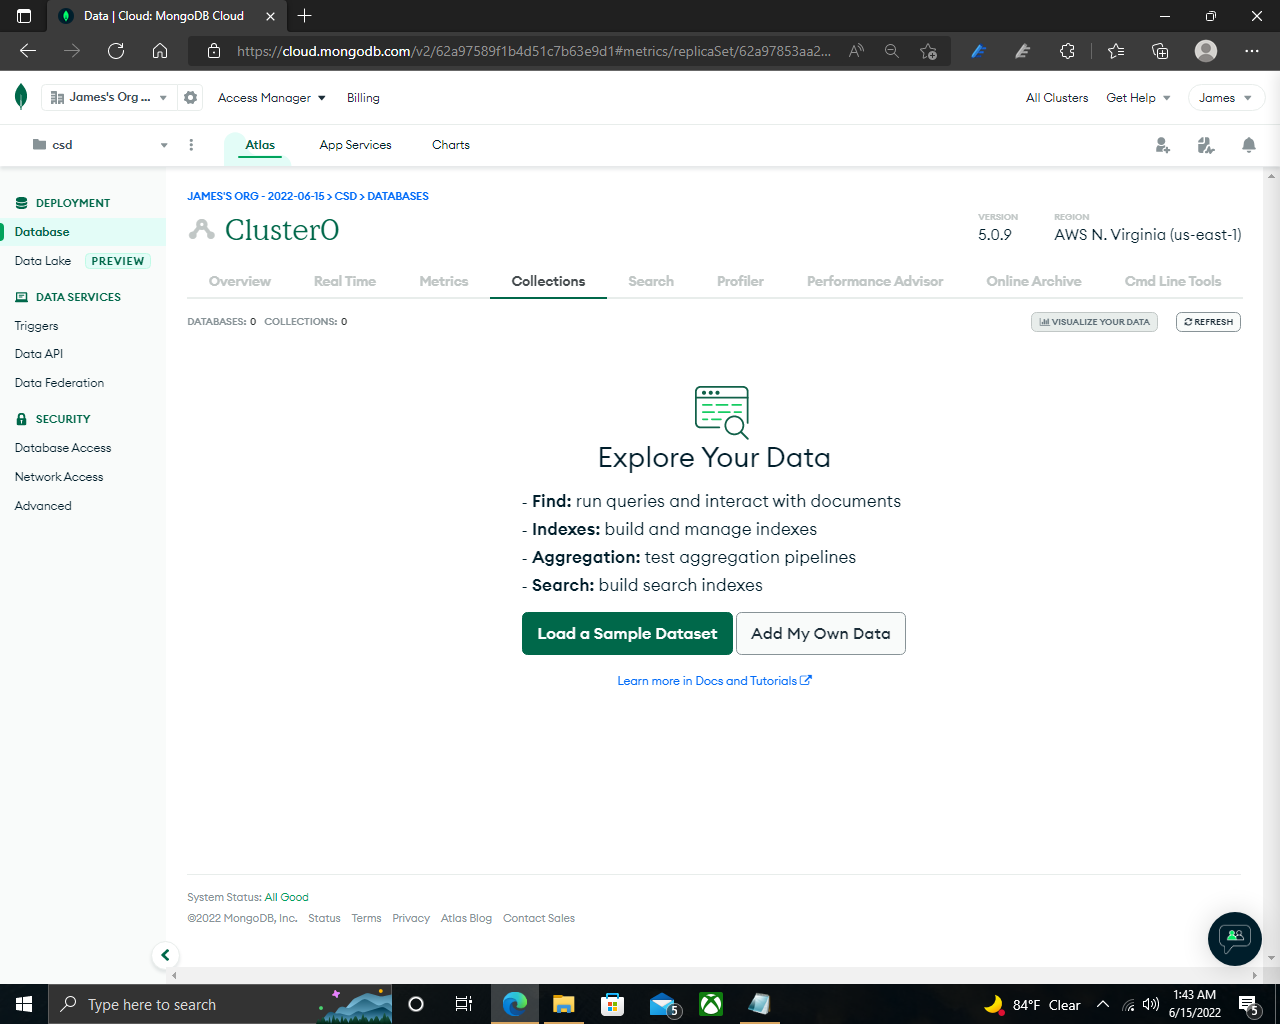 Data | Cloud: MongoDB Cloud
https://cloud.mongodb.com/v2/62a97589f1b4d51c7b63e9d1#metrics/replicaSet/62a97853aa2...
James's Org ...
Access Manager
Billing
All Clusters
Get Help
James
csd
Atlas
App Services
Charts
DEPLOYMENT
Database
Data Lake PREVIEW
DATA SERVICES
Triggers
Data API
Data Federation
SECURITY
Database Access
Network Access
Advanced
JAMES'S ORG - 2022-06-15 > CSD > DATABASES
Cluster0
VERSION
5.0.9
REGION
AWS N. Virginia (us-east-1)
Overview
Real Time
Metrics
Collections
Search
Profiler
Performance Advisor
Online Archive
Cmd Line Tools
DATABASES: 0 COLLECTIONS: 0
VISUALIZE YOUR DATA
REFRESH
Explore Your Data
- Find: run queries and interact with documents
- Indexes: build and manage indexes
- Aggregation: test aggregation pipelines
- Search: build search indexes
Load a Sample Dataset
Add My Own Data
Learn more in Docs and Tutorials
System Status: All Good
©2022 MongoDB, Inc. Status Terms Privacy Atlas Blog Contact Sales
Type here to search
5
84°F Clear
1:43 AM
6/15/2022
5